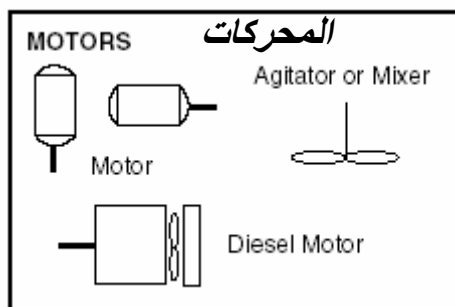 MOTORS المحركات
Agitator or Mixer
Motor
Diesel Motor